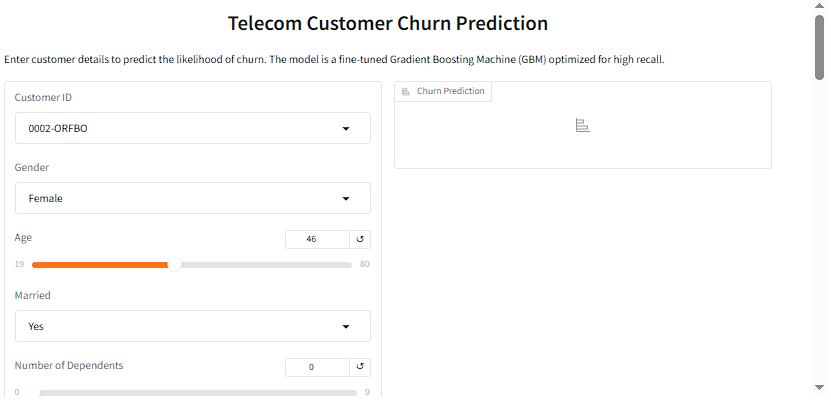 Telecom Customer Churn Prediction
Enter customer details to predict the likelihood of churn. The model is a fine-tuned Gradient Boosting Machine (GBM) optimized for high recall.
Customer ID
0002-ORFBO
Gender
Female
Age
46
19
80
Married
Yes
Number of Dependents
0
0
9
Churn Prediction